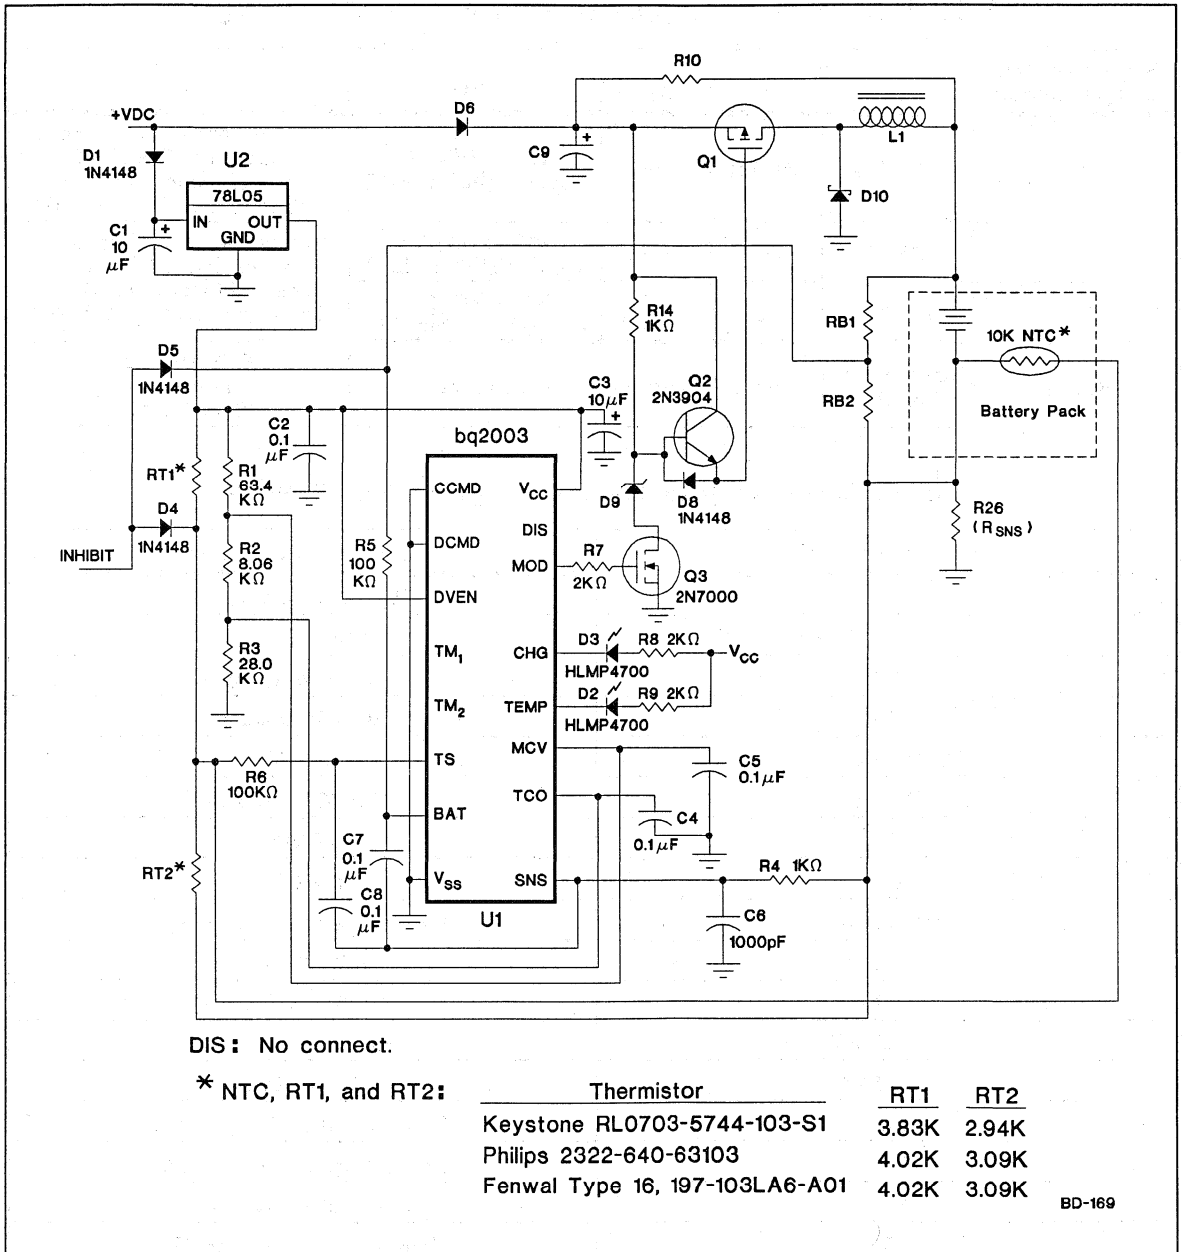 R10
+VDC
D6
D1
1N4148
U2
78L05
IN OUT
GND
C1
10
μF
+
+
C9
Q1
L1
D10
R14
1KΩ
RB1
10K NTC*
D5
1N4148
C3
10μF
+
Q2
2N3904
RB2
Battery Pack
C2
0.1
μF
bq2003
RT1*
R1
63.4
KΩ
CCMD
VCC
D9
D8
1N4148
R26
(RSNS)
D4
1N4148
DIS
INHIBIT
R2
8.06
KΩ
R5
100
KΩ
DCMD
MOD
R7
2KΩ
Q3
2N7000
DVEN
R3
28.0
KΩ
TM1
CHG
D3
R8 2KΩ
HLMP4700
VCC
TM2
TEMP
D2
R9 2KΩ
HLMP4700
MCV
TS
R6
100KΩ
C5
0.1μF
TCO
BAT
C4
0.1μF
C7
0.1
μF
RT2*
R4 1KΩ
VSS
SNS
C8
0.1
μF
U1
C6
1000pF
DIS: No connect.
* NTC, RT1, and RT2:
Thermistor RT1 RT2
Keystone RL0703-5744-103-S1 3.83K 2.94K
Philips 2322-640-63103 4.02K 3.09K
Fenwal Type 16, 197-103LA6-A01 4.02K 3.09K
BD-169